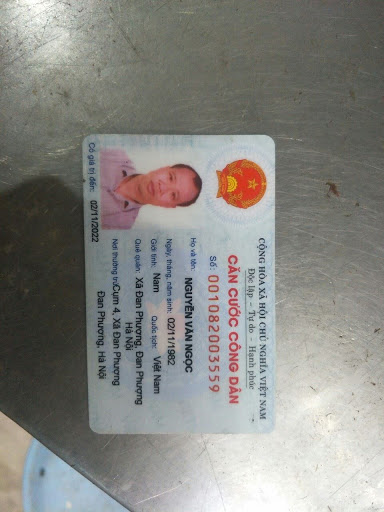 CỘNG HÒA XÃ HỘI CHỦ NGHĨA VIỆT NAM
Độc lập - Tự do - Hạnh phúc
CĂN CƯỚC CÔNG DÂN
Số: 001082003559
Họ và tên:
NGUYỄN VĂN NGỌC
Ngày, tháng, năm sinh: 02/11/1982
Giới tính: Nam Quốc tịch: Việt Nam
Quê quán: Xã Đan Phượng, Đan Phượng
Hà Nội
Nơi thường trú: Cụm 4, Xã Đan Phượng
Đan Phượng, Hà Nội
Có giá trị đến: 02/11/2022